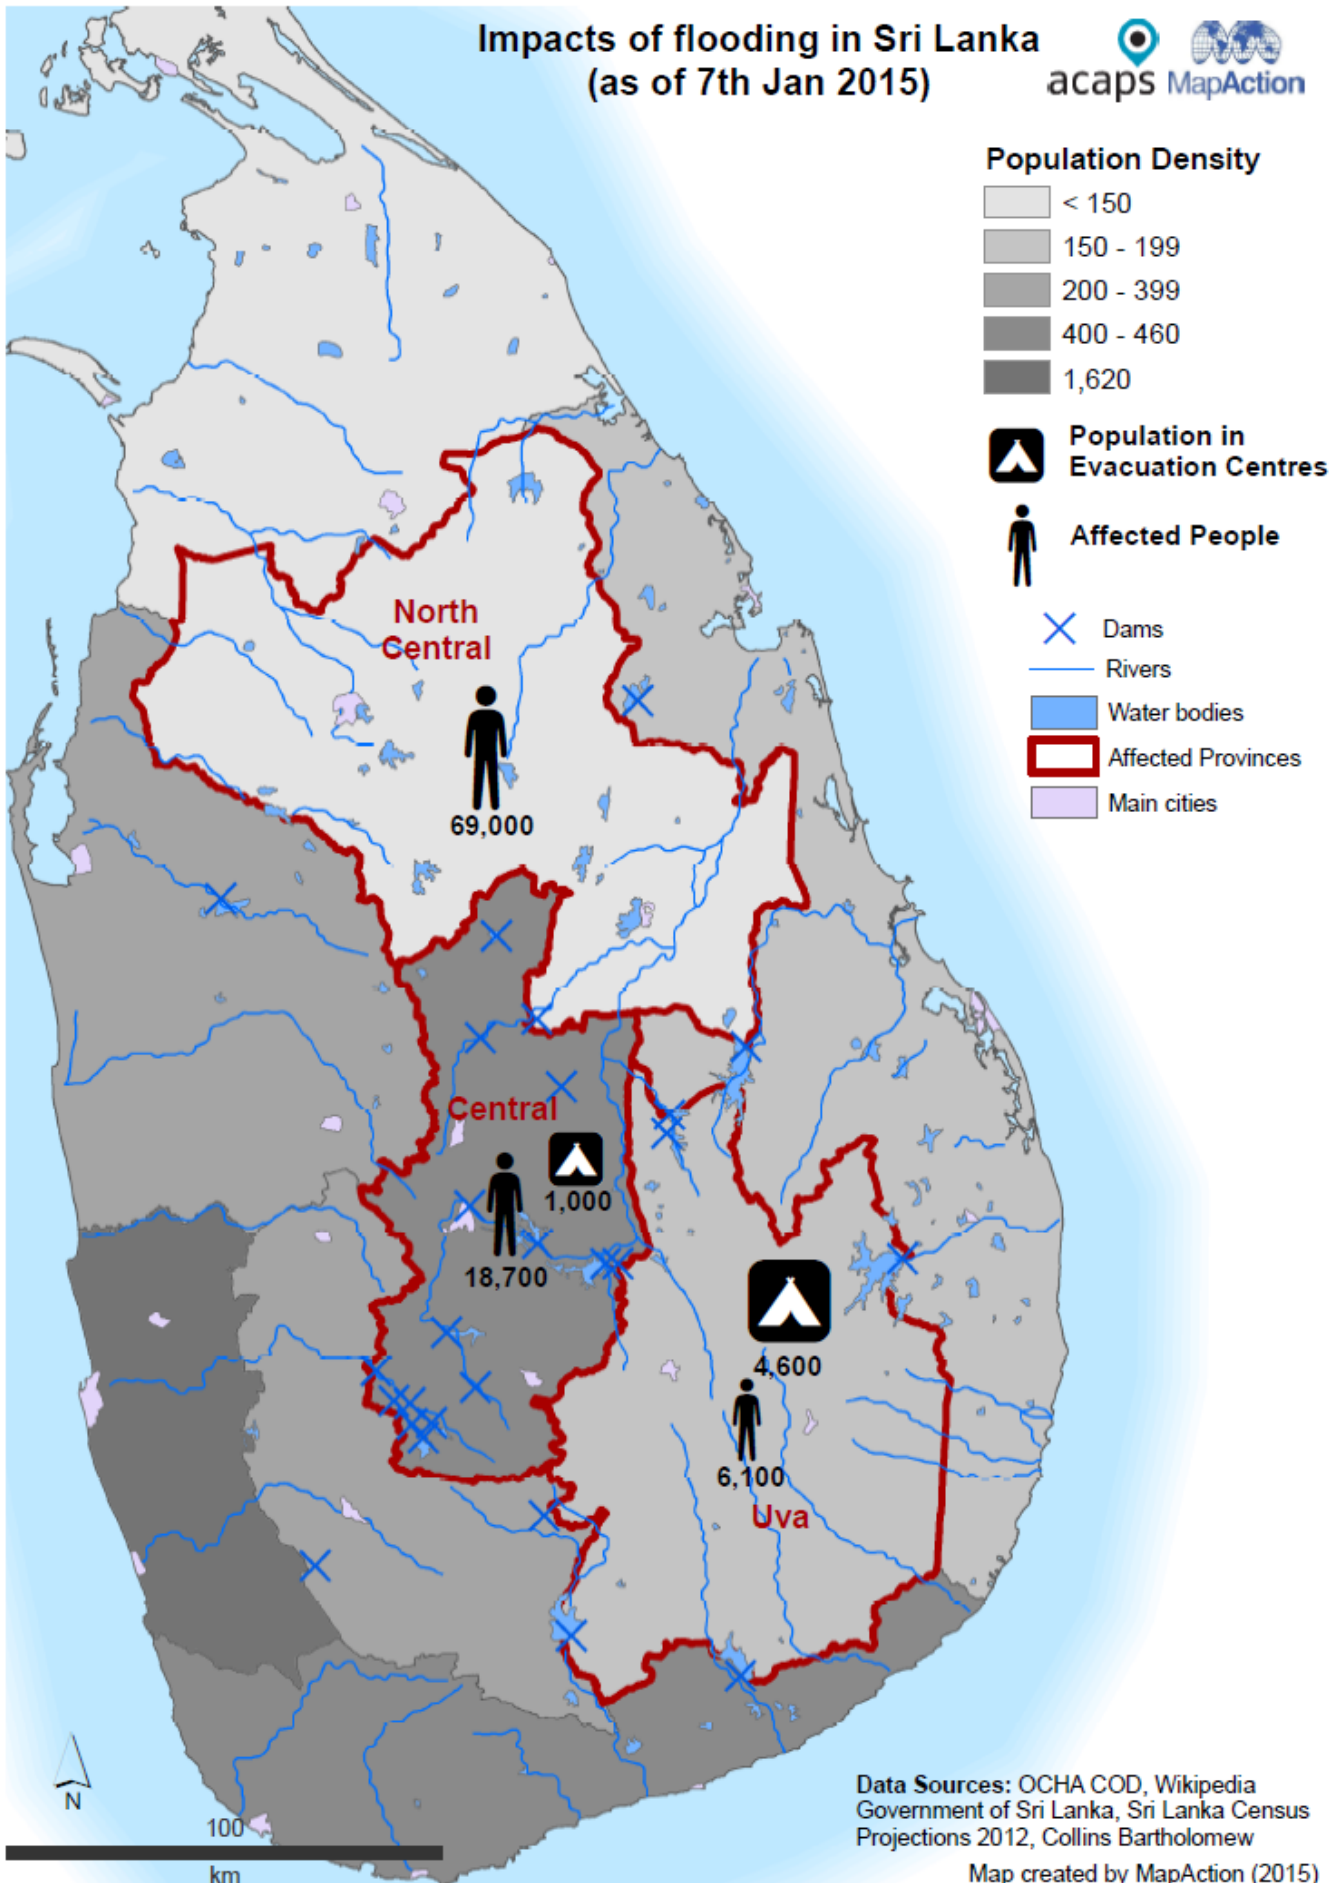 Impacts of flooding in Sri Lanka
(as of 7th Jan 2015)
acaps MapAction
Population Density
< 150
150 - 199
200 - 399
400 - 460
1,620
Population in
Evacuation Centres
Affected People
Dams
Rivers
Water bodies
Affected Provinces
Main cities
North
Central
69,000
Central
1,000
18,700
4,600
6,100
Uva
N
100
km
Data Sources: OCHA COD, Wikipedia
Government of Sri Lanka, Sri Lanka Census
Projections 2012, Collins Bartholomew
Map created by MapAction (2015)